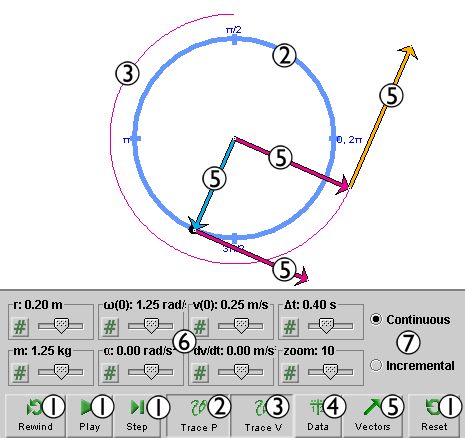 π/2
②
③
⑤
π
0, 2π
⑤
⑤
3π/2
⑤
r: 0.20 m ω(0): 1.25 rad/s v(0): 0.25 m/s Δt: 0.40 s
# # # #
Continuous
⑥ ⑦
m: 1.25 kg α: 0.00 rad/s dv/dt: 0.00 m/s zoom: 10
# # # #
Incremental
① ① ① ② ③ ④ ⑤ ①
Rewind Play Step Trace P Trace V Data Vectors Reset